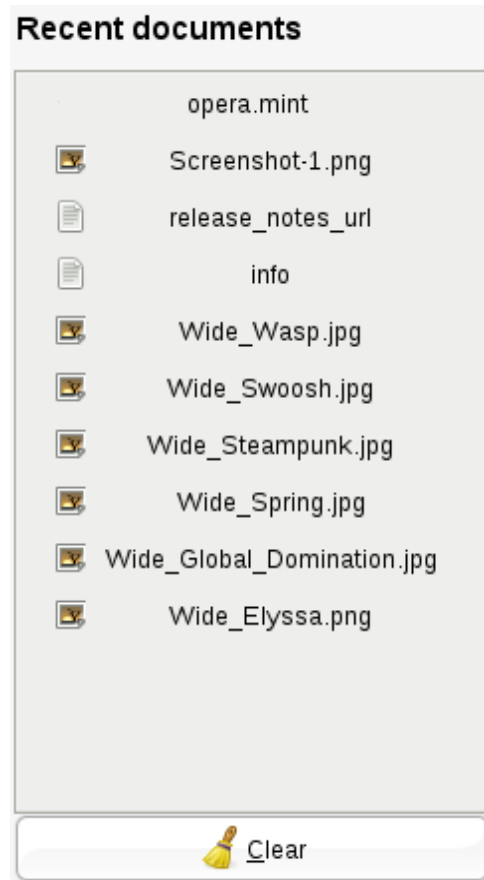 Recent documents
opera.mint
Screenshot-1.png
release_notes_url
info
Wide_Wasp.jpg
Wide_Swoosh.jpg
Wide_Steampunk.jpg
Wide_Spring.jpg
Wide_Global_Domination.jpg
Wide_Elyssa.png
Clear